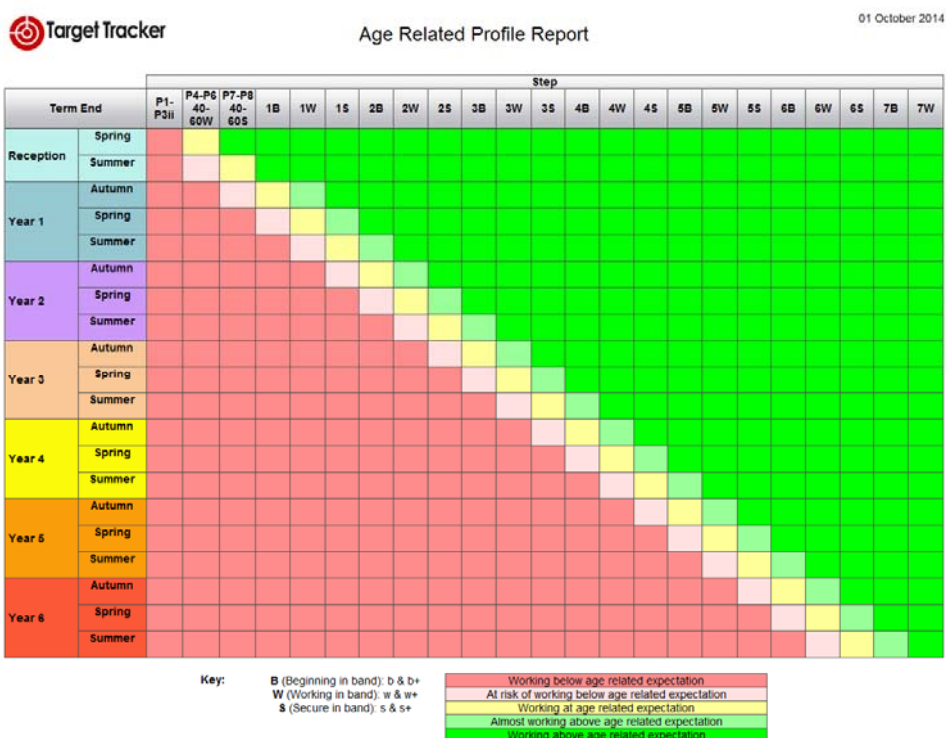 Target Tracker
Age Related Profile Report
01 October 2014
Step
Term End P1- P3ii P4-P6 40- 60W P7-P8 40- 60S 1B 1W 1S 2B 2W 2S 3B 3W 3S 4B 4W 4S 5B 5W 5S 6B 6W 6S 7B 7W
Reception
Spring
Summer
Year 1
Autumn
Spring
Summer
Year 2
Autumn
Spring
Summer
Year 3
Autumn
Spring
Summer
Year 4
Autumn
Spring
Summer
Year 5
Autumn
Spring
Summer
Year 6
Autumn
Spring
Summer
Key:
B (Beginning in band): b & b+
W (Working in band): w & w+
S (Secure in band): s & s+
Working below age related expectation
At risk of working below age related expectation
Working at age related expectation
Almost working above age related expectation
Working above age related expectation